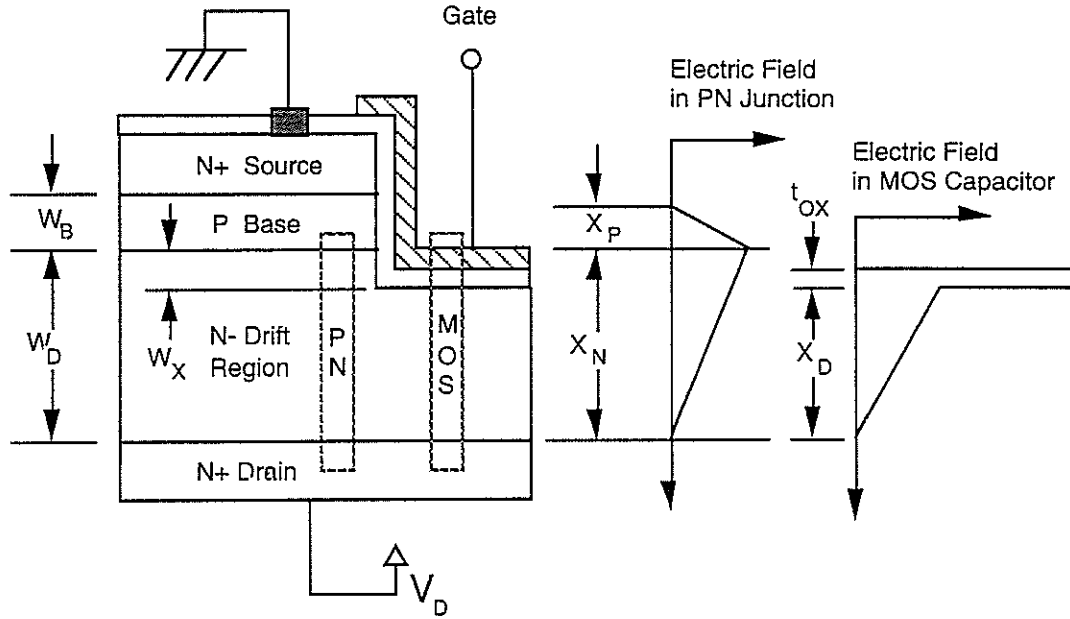 Gate
Electric Field
in PN Junction
Electric Field
in MOS Capacitor
N+ Source
t_OX
W_B
P Base
X_P
W_D
W_X
N- Drift
Region
P
N
M
O
S
X_N
X_D
N+ Drain
V_D